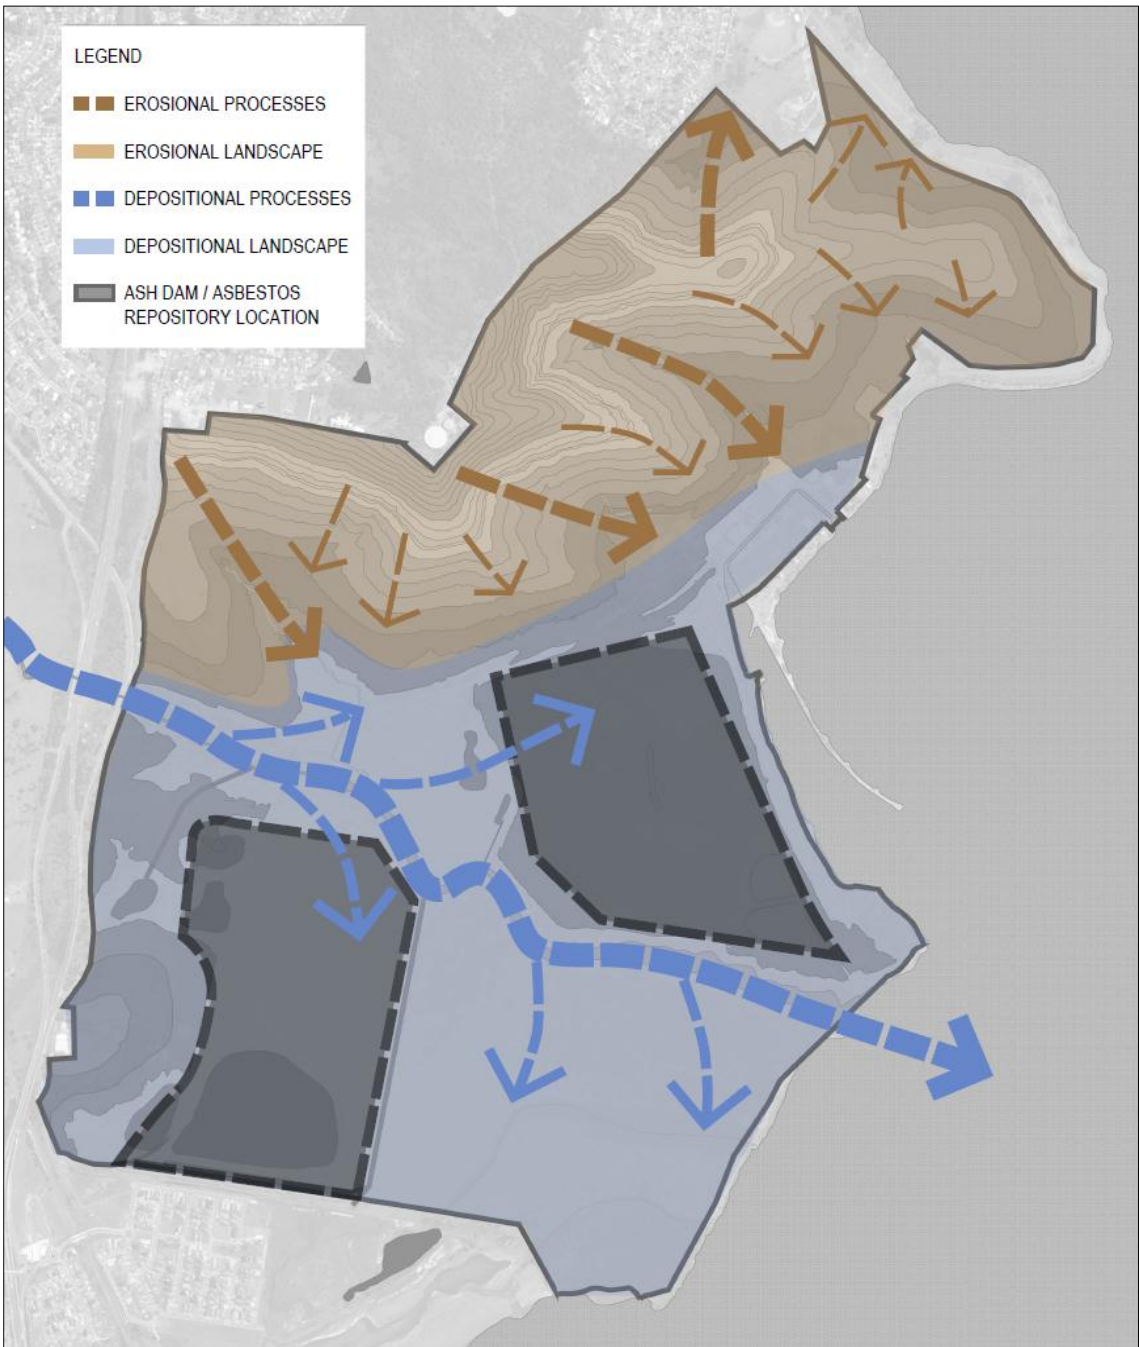 LEGEND
EROSIONAL PROCESSES
EROSIONAL LANDSCAPE
DEPOSITIONAL PROCESSES
DEPOSITIONAL LANDSCAPE
ASH DAM / ASBESTOS
REPOSITORY LOCATION